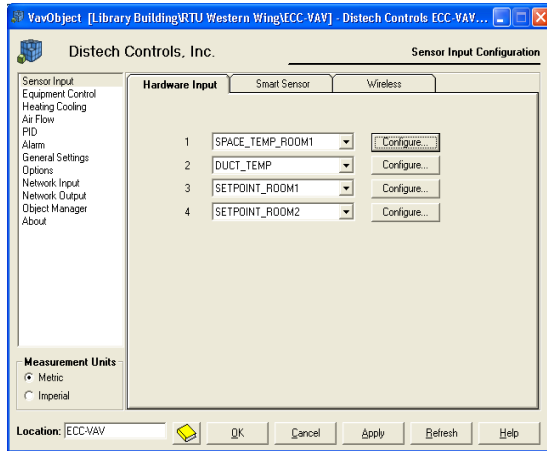 VavObject [Library Building\RTU Western Wing\ECC-VAV] - Distech Controls ECC-VAV...
Distech Controls, Inc.
Sensor Input Configuration
Sensor Input
Equipment Control
Heating Cooling
Air Flow
PID
Alarm
General Settings
Options
Network Input
Network Output
Object Manager
About
Hardware Input
Smart Sensor
Wireless
1 SPACE_TEMP_ROOM1 Configure...
2 DUCT_TEMP Configure...
3 SETPOINT_ROOM1 Configure...
4 SETPOINT_ROOM2 Configure...
Measurement Units
Metric
Imperial
Location: ECC-VAV OK Cancel Apply Refresh Help